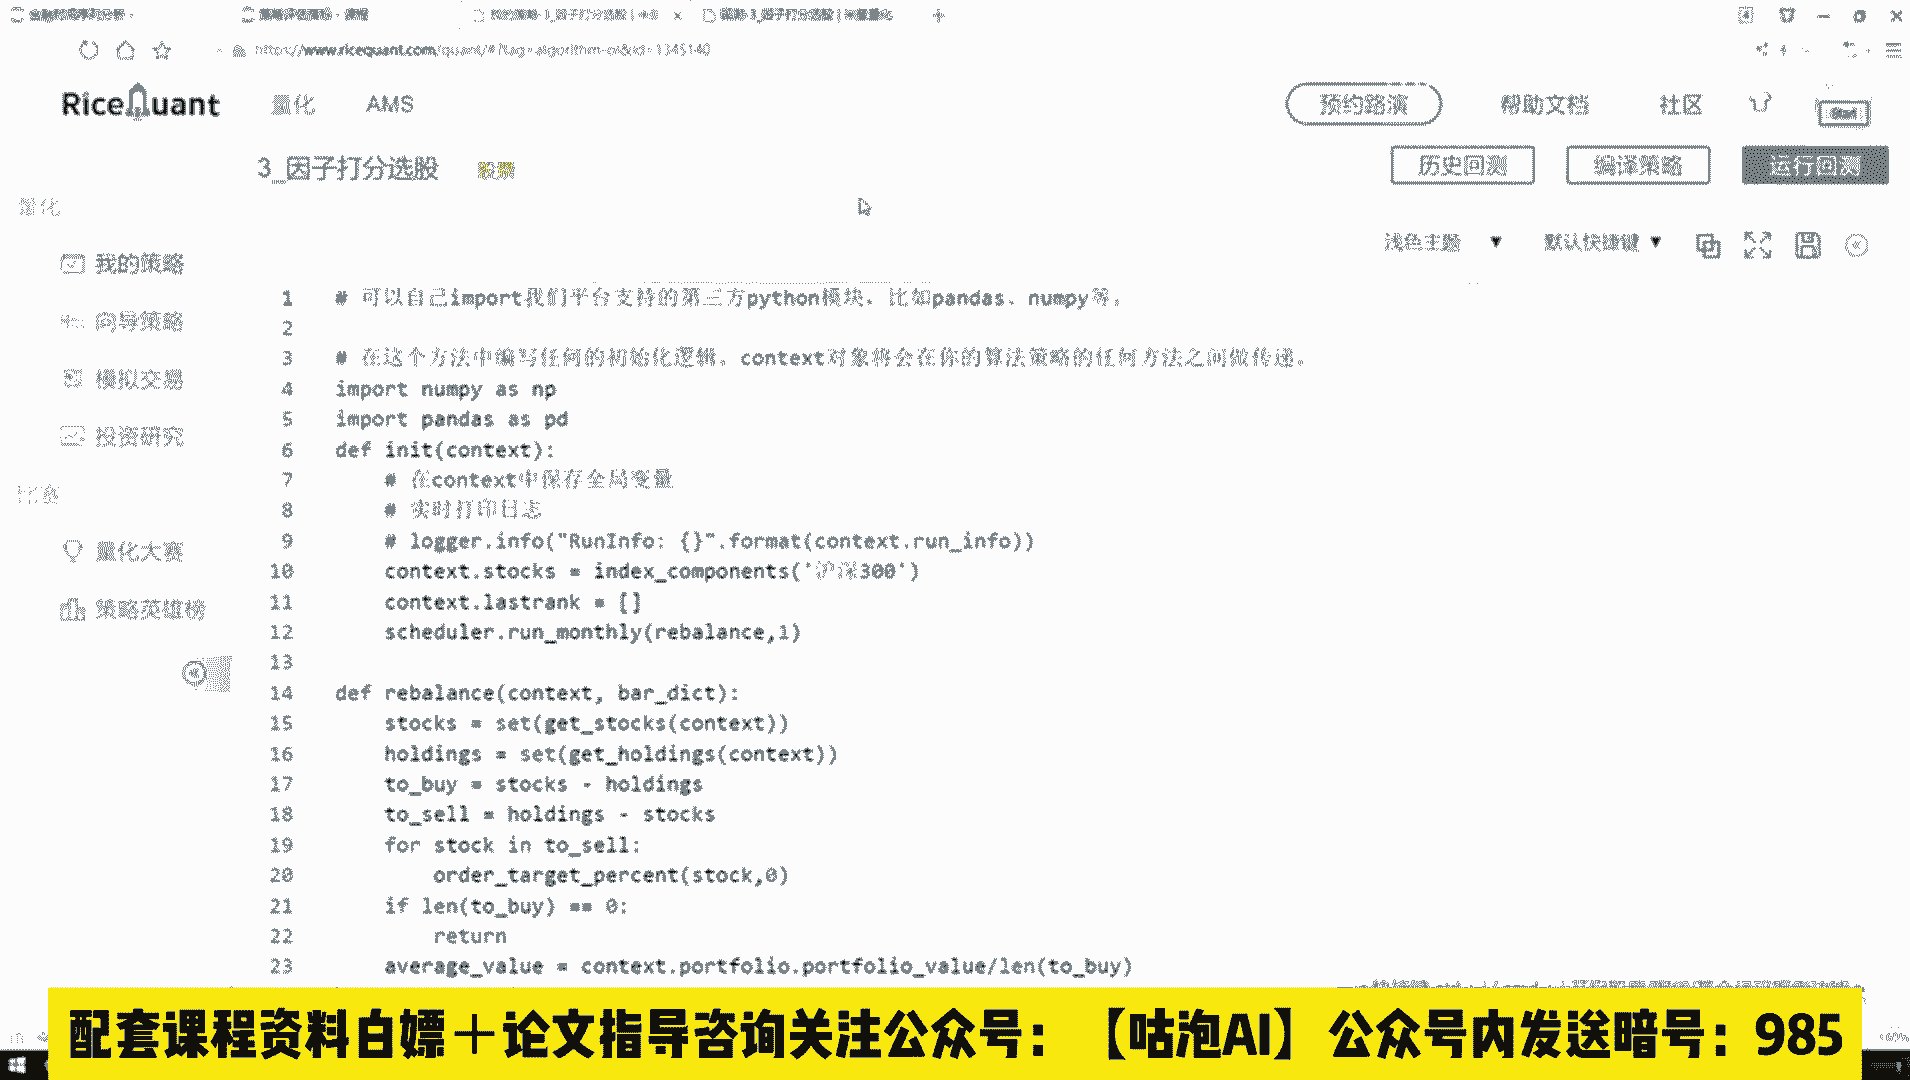 https://www.ricequant.com/quant/#?tag=algorithm-old&id=1345140
RiceQuant 量化 AMS 预约路演 帮助文档 社区
3_因子打分选股 股票 历史回测 编译策略 运行回测
量化
浅色主题 默认快捷键
我的策略
向导策略
模拟交易
投资研究
比赛
量化大赛
策略英雄榜
1 # 可以自己import我们平台支持的第三方python模块，比如pandas、numpy等。
2
3 # 在这个方法中编写任何的初始化逻辑。context对象将会在你的算法策略的任何方法之间做传递。
4 import numpy as np
5 import pandas as pd
6 def init(context):
7 # 在context中保存全局变量
8 # 实时打印日志
9 # logger.info("RunInfo: {}".format(context.run_info))
10 context.stocks = index_components('沪深300')
11 context.lastrank = []
12 scheduler.run_monthly(rebalance,1)
13
14 def rebalance(context, bar_dict):
15 stocks = set(get_stocks(context))
16 holdings = set(get_holdings(context))
17 to_buy = stocks - holdings
18 to_sell = holdings - stocks
19 for stock in to_sell:
20 order_target_percent(stock,0)
21 if len(to_buy) == 0:
22 return
23 average_value = context.portfolio.portfolio_value/len(to_buy)
配套课程资料白嫖＋论文指导咨询关注公众号：【咕泡AI】公众号内发送暗号：985